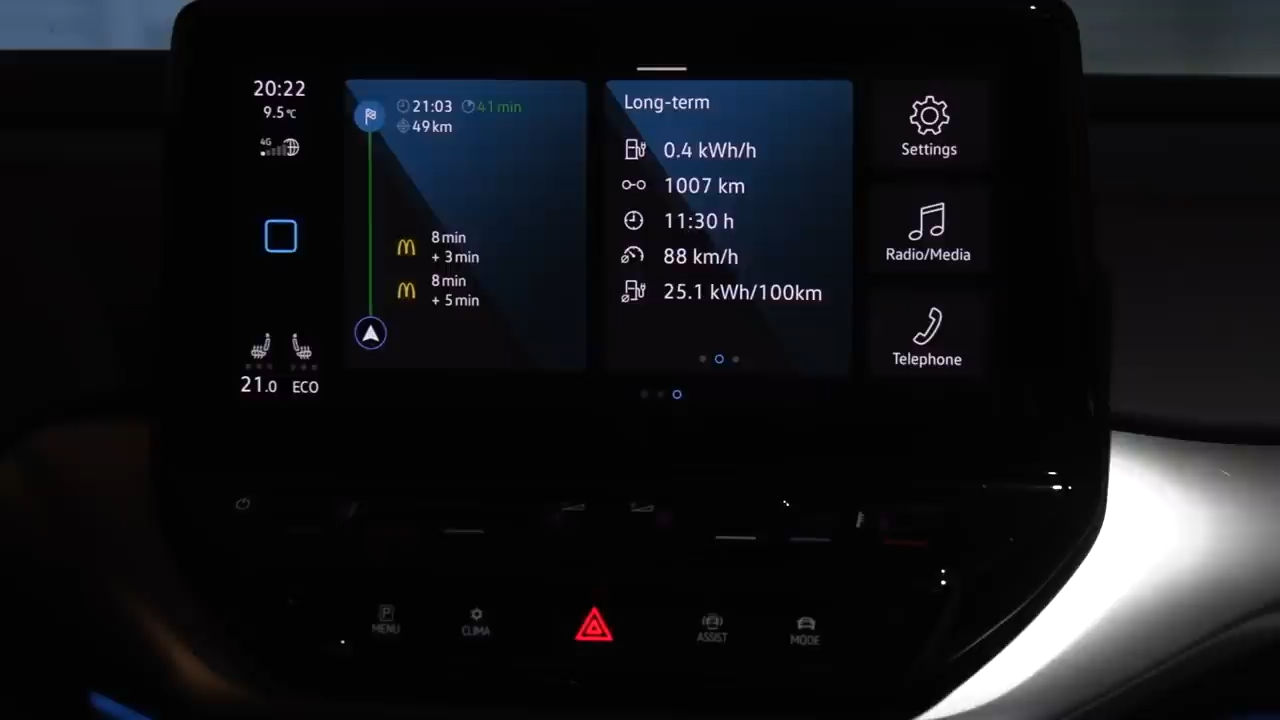 20:22
9.5°C
4G
21.0 ECO
21:03 41 min
49 km
8 min
+ 3 min
8 min
+ 5 min
Long-term
0.4 kWh/h
1007 km
11:30 h
88 km/h
25.1 kWh/100km
Settings
Radio/Media
Telephone
P
MENU
CLIMA
ASSIST
MODE